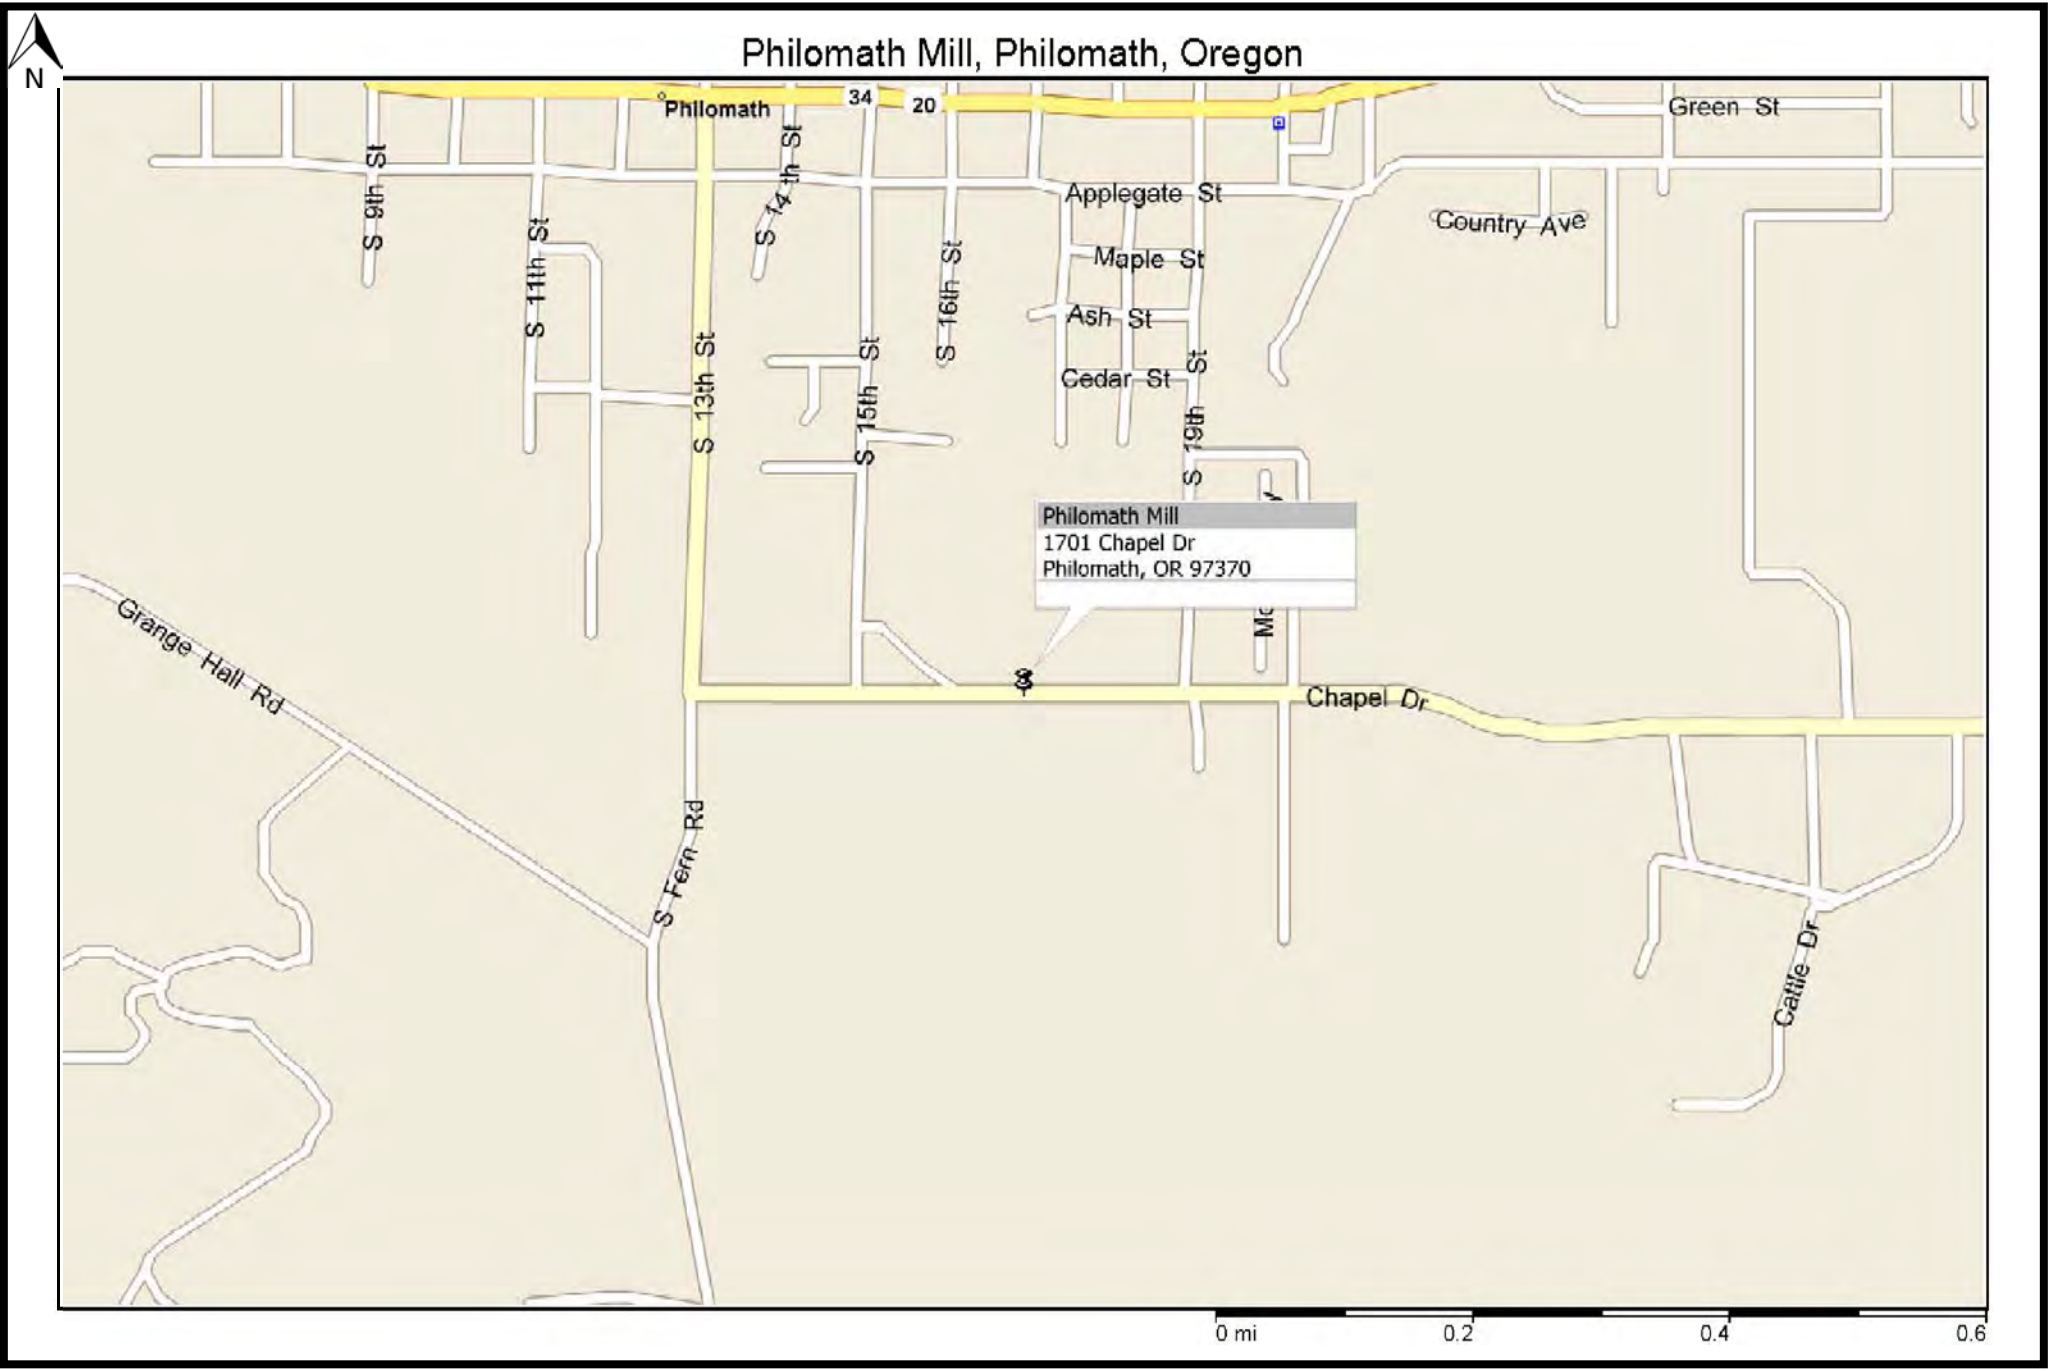 Philomath Mill, Philomath, Oregon
N
34
20
Philomath
Green St
S 9th St
S 14 th St
Applegate St
Country Ave
S 11th St
S 16th St
Maple St
Ash St
S 13th St
S 15th St
Cedar St
S 19th St
Philomath Mill
1701 Chapel Dr
Philomath, OR 97370
Grange Hall Rd
Chapel Dr
S Fern Rd
Cattle Dr
0 mi
0.2
0.4
0.6